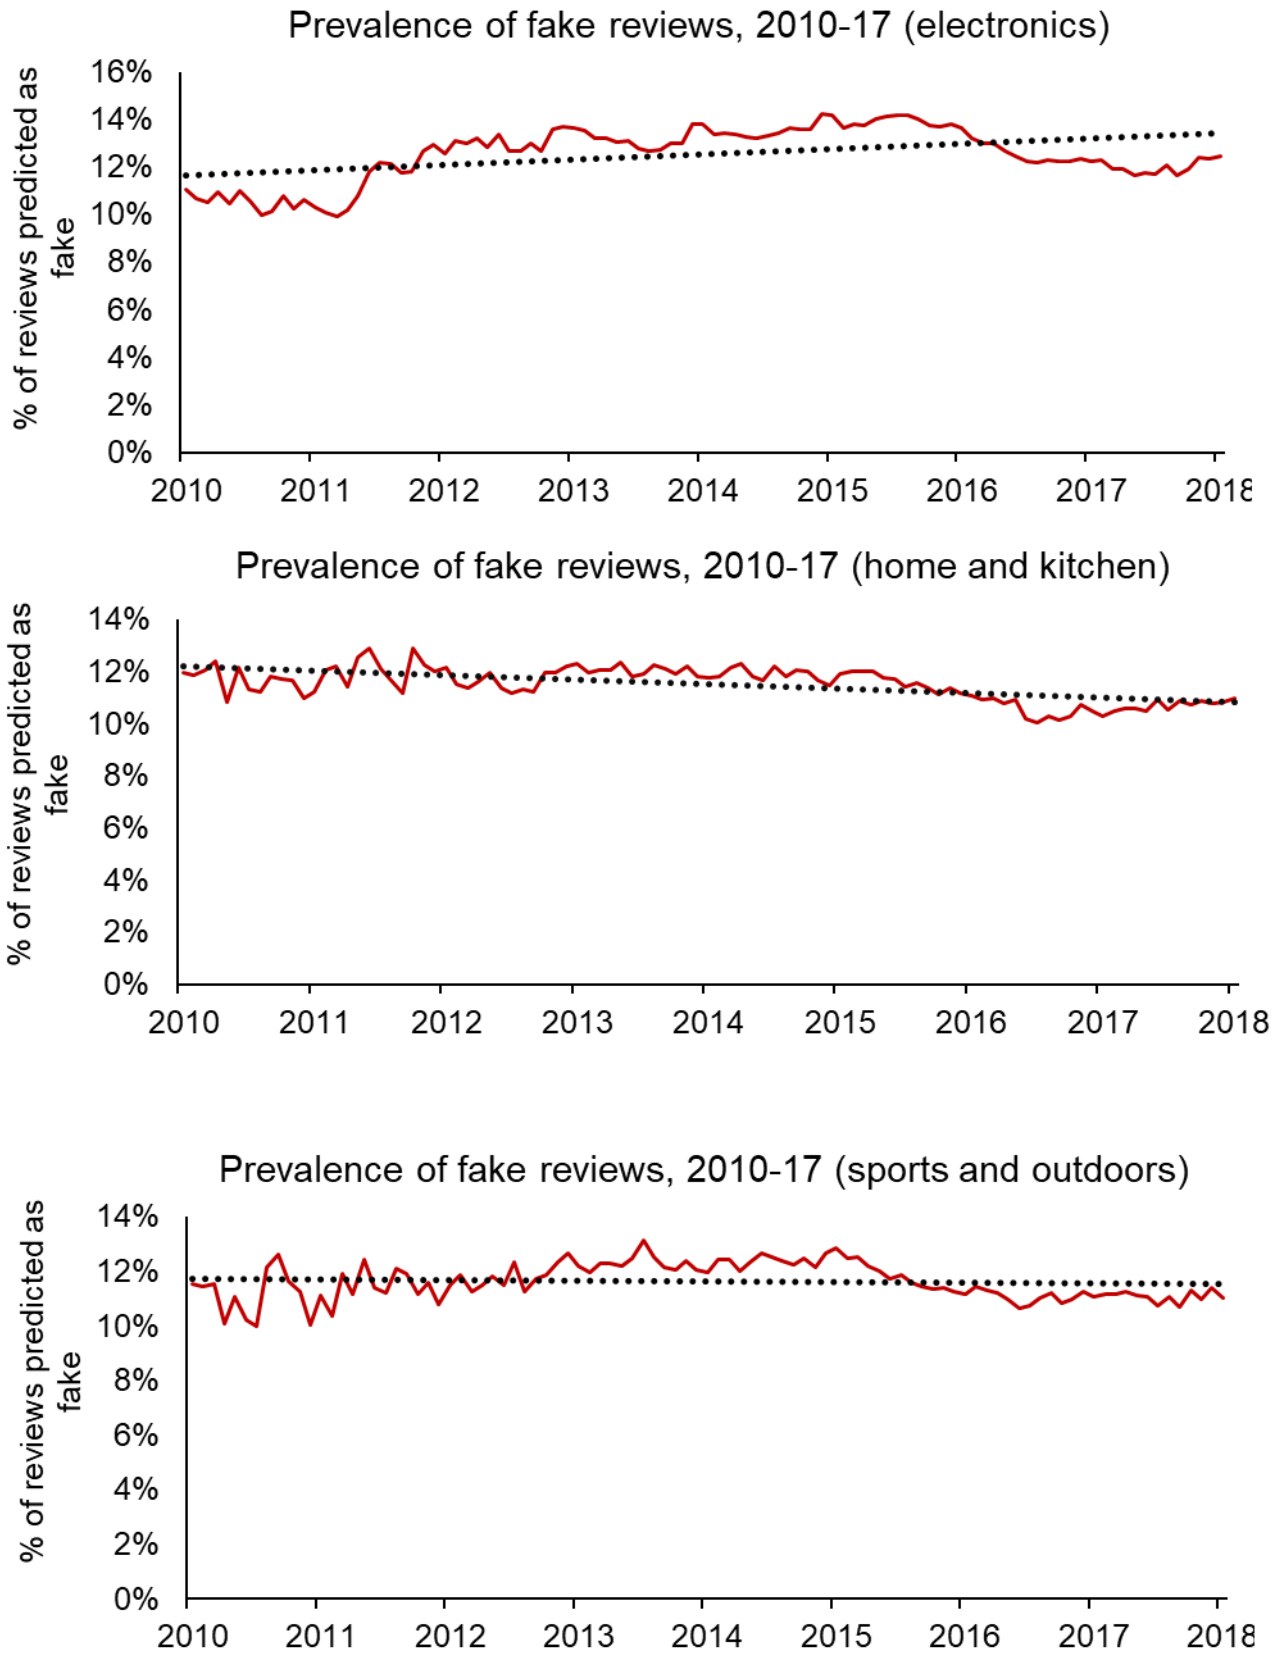 Prevalence of fake reviews, 2010-17 (electronics)
% of reviews predicted as
fake
16%
14%
12%
10%
8%
6%
4%
2%
0%
2010 2011 2012 2013 2014 2015 2016 2017 2018
Prevalence of fake reviews, 2010-17 (home and kitchen)
% of reviews predicted as
fake
14%
12%
10%
8%
6%
4%
2%
0%
2010 2011 2012 2013 2014 2015 2016 2017 2018
Prevalence of fake reviews, 2010-17 (sports and outdoors)
% of reviews predicted as
fake
14%
12%
10%
8%
6%
4%
2%
0%
2010 2011 2012 2013 2014 2015 2016 2017 2018